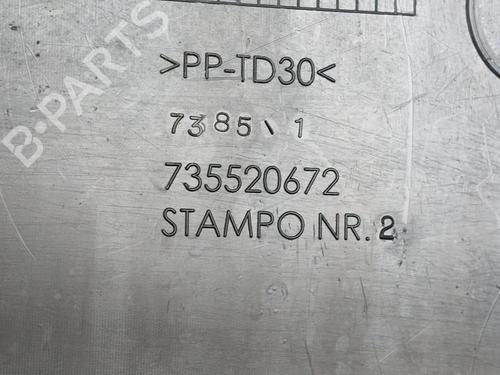 >PP-TD30<
7385\1
735520672
STAMPO NR.2
B-PARTS